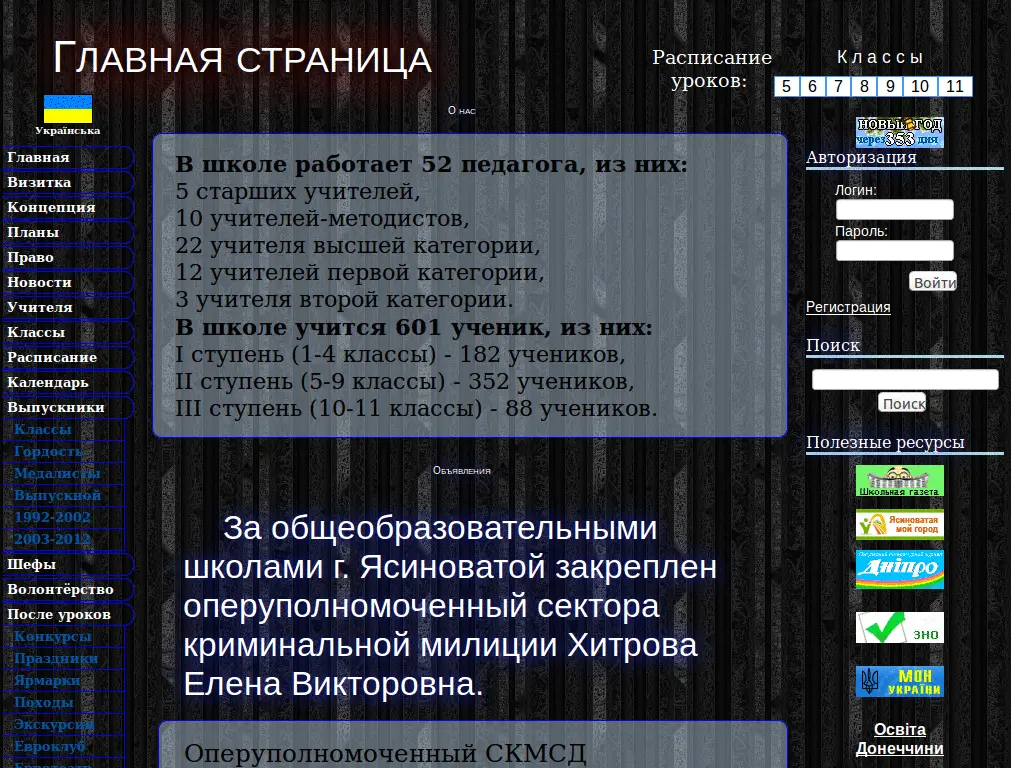 Главная страница
Расписание
уроков:
Классы
5 6 7 8 9 10 11
Українська
Главная
Визитка
Концепция
Планы
Право
Новости
Учителя
Классы
Расписание
Календарь
Выпускники
Классы
Гордость
Медалисты
Выпускной
1992-2002
2003-2012
Шефы
Волонтёрство
После уроков
Конкурсы
Праздники
Ярмарки
Походы
Экскурсии
Евроклуб
О нас
В школе работает 52 педагога, из них:
5 старших учителей,
10 учителей-методистов,
22 учителя высшей категории,
12 учителей первой категории,
3 учителя второй категории.
В школе учится 601 ученик, из них:
I ступень (1-4 классы) - 182 учеников,
II ступень (5-9 классы) - 352 учеников,
III ступень (10-11 классы) - 88 учеников.
Объявления
За общеобразовательными
школами г. Ясиноватой закреплен
оперуполномоченный сектора
криминальной милиции Хитрова
Елена Викторовна.
Оперуполномоченный СКМСД
новый год
через 353 дня
Авторизация
Логин:
Пароль:
Войти
Регистрация
Поиск
Поиск
Полезные ресурсы
Школьная газета
Ясиноватая
мой город
Дніпро
ЗНО
МОН
УКРАЇНИ
Освіта
Донеччини